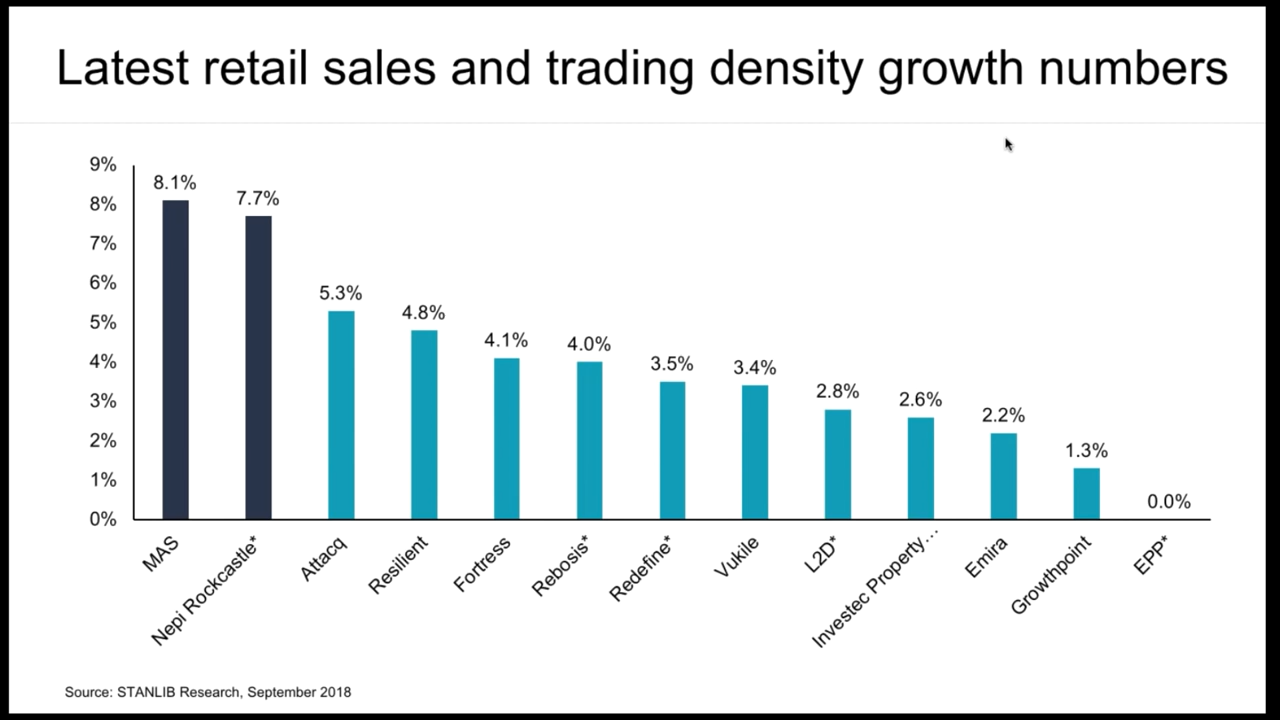 Latest retail sales and trading density growth numbers
9%
8%
7%
6%
5%
4%
3%
2%
1%
0%
8.1%
7.7%
5.3%
4.8%
4.1%
4.0%
3.5%
3.4%
2.8%
2.6%
2.2%
1.3%
0.0%
MAS
Nepi Rockcastle*
Attacq
Resilient
Fortress
Rebosis*
Redefine*
Vukile
L2D*
Investec Property…
Emira
Growthpoint
EPP*
Source: STANLIB Research, September 2018